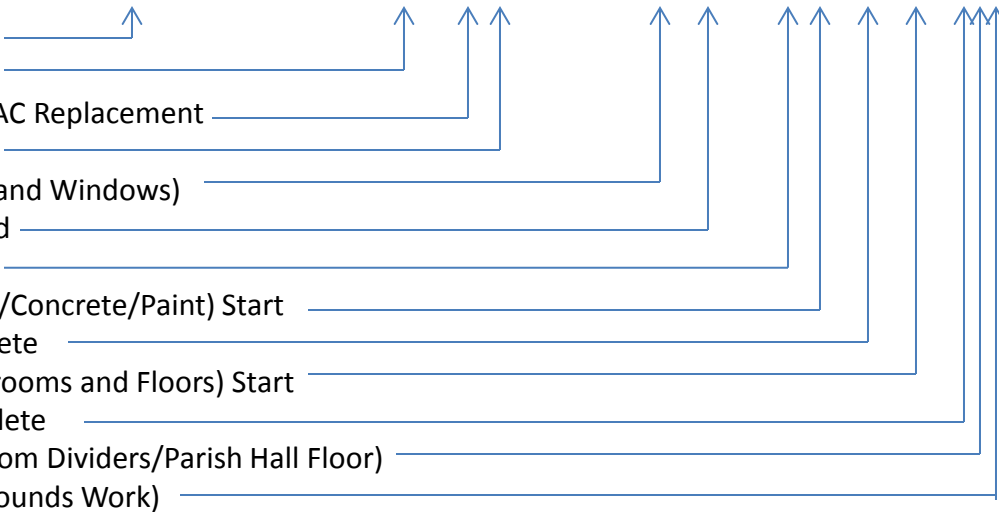 AC Replacement
and Windows)
d
/Concrete/Paint) Start
ete
rooms and Floors) Start
lete
om Dividers/Parish Hall Floor)
ounds Work)